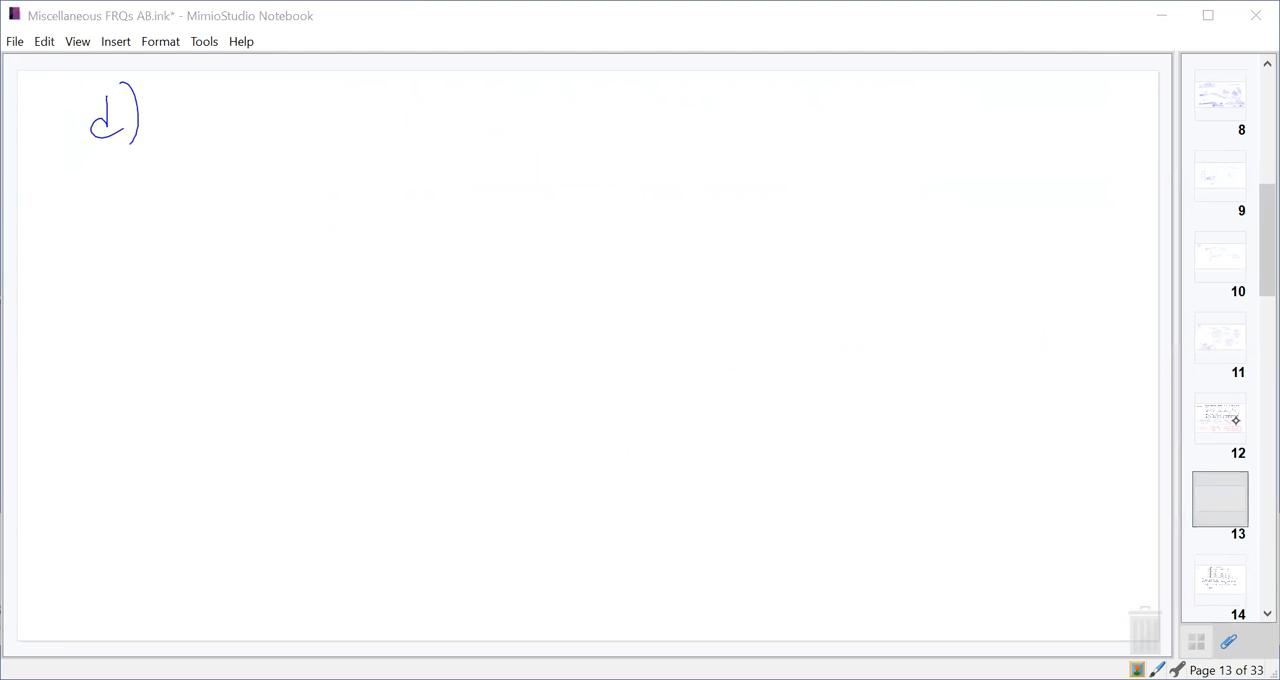 Miscellaneous FRQs AB.ink* - MimioStudio Notebook
File Edit View Insert Format Tools Help
d)
8
9
10
11
12
13
14
Page 13 of 33